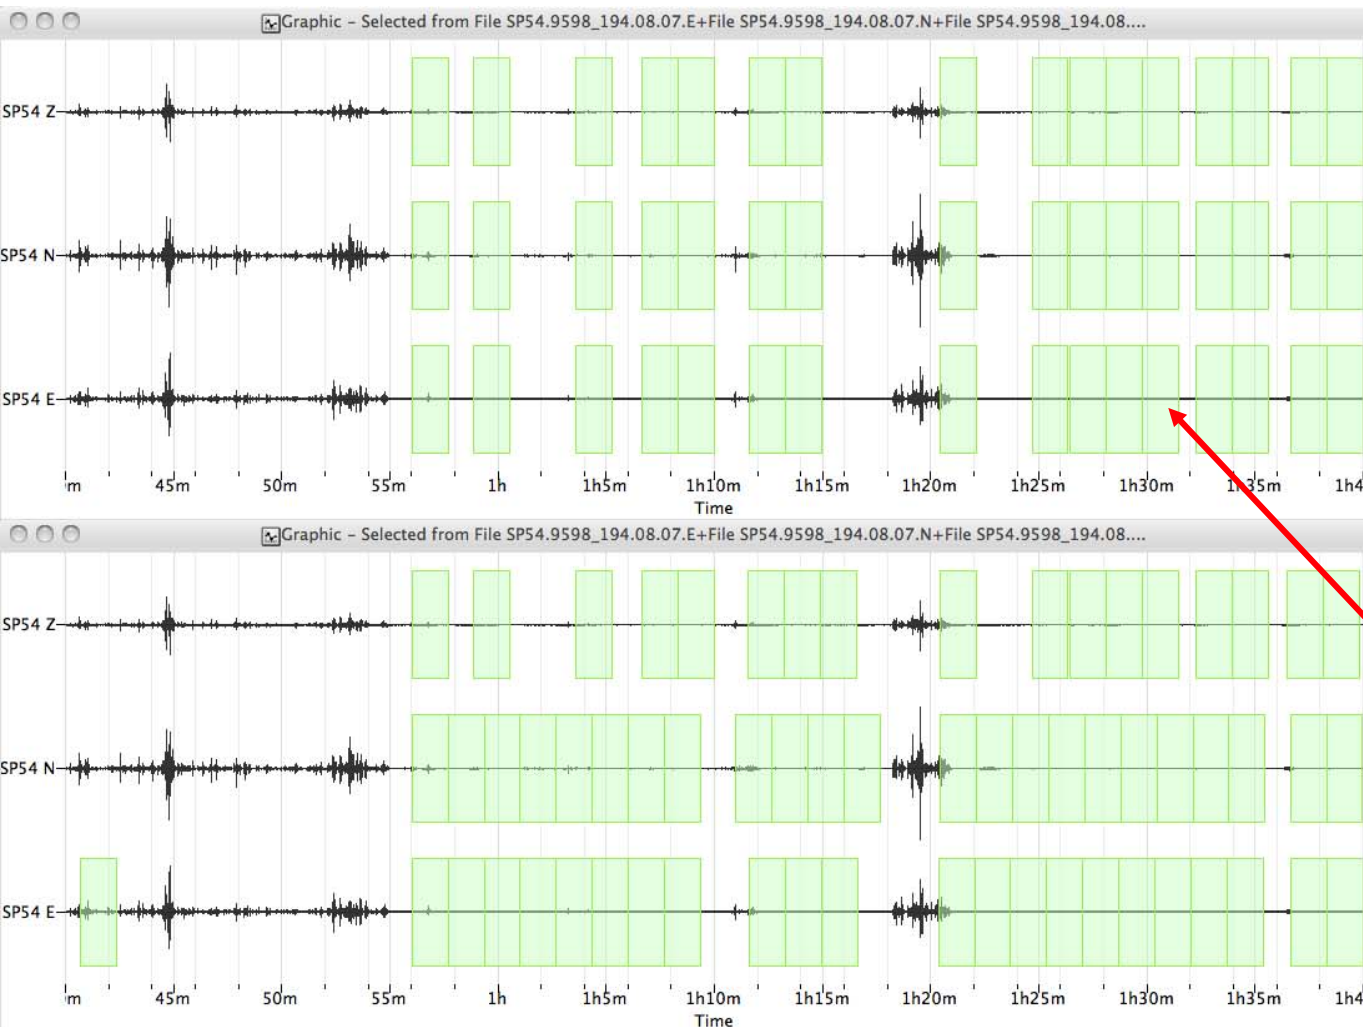 Graphic - Selected from File SP54.9598_194.08.07.E+File SP54.9598_194.08.07.N+File SP54.9598_194.08....
SP54 Z
SP54 N
SP54 E
m 45m 50m 55m 1h 1h5m 1h10m 1h15m 1h20m 1h25m 1h30m 1h35m 1h4
Time
Graphic - Selected from File SP54.9598_194.08.07.E+File SP54.9598_194.08.07.N+File SP54.9598_194.08....
SP54 Z
SP54 N
SP54 E
m 45m 50m 55m 1h 1h5m 1h10m 1h15m 1h20m 1h25m 1h30m 1h35m 1h4
Time